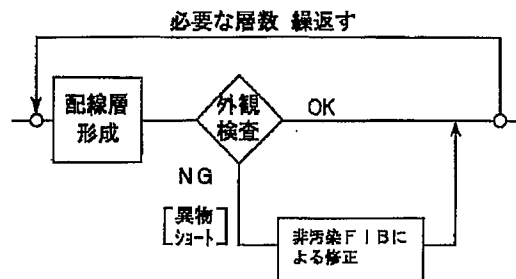 必要な層数 繰返す
配線層
形成
外観
検査
OK
NG
[異物
ショート]
非汚染FIBに
よる修正